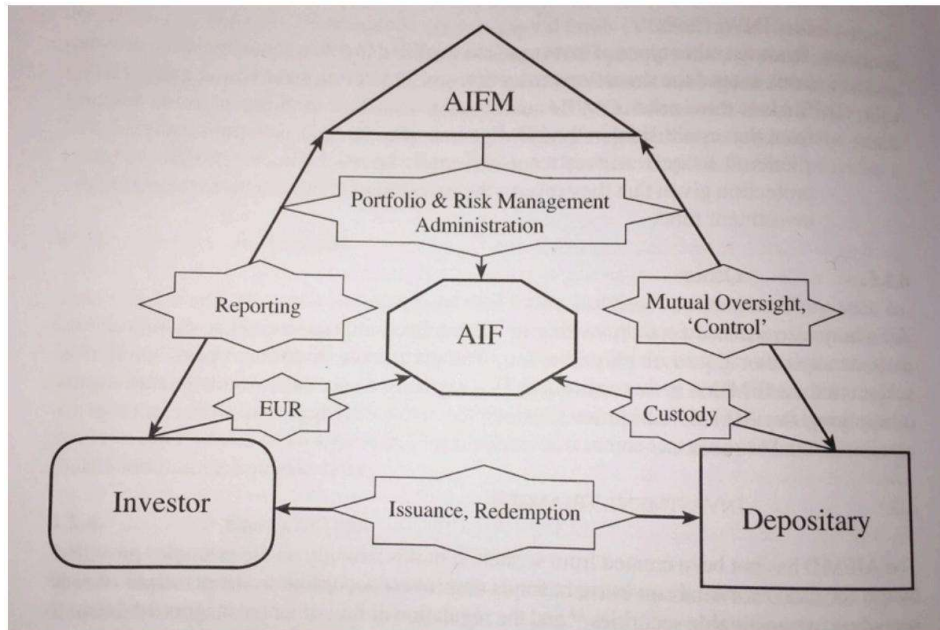 AIFM
Portfolio & Risk Management
Administration
Reporting
Mutual Oversight,
‘Control’
AIF
EUR
Custody
Investor
Issuance, Redemption
Depositary